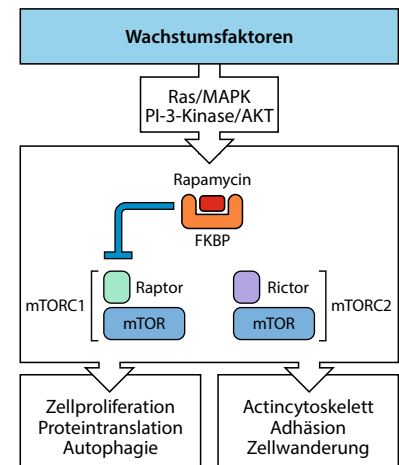 Wachstumsfaktoren
Ras/MAPK
PI-3-Kinase/AKT
Rapamycin
FKBP
mTORC1
Raptor
mTOR
Rictor
mTOR
mTORC2
Zellproliferation
Proteintranslation
Autophagie
Actincytoskelett
Adhäsion
Zellwanderung